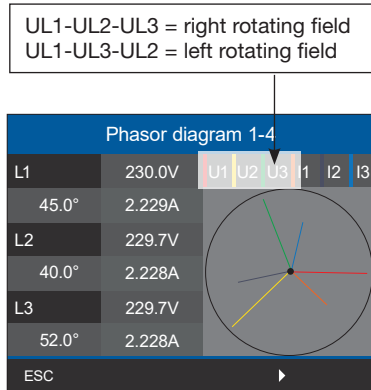 UL1-UL2-UL3 = right rotating field
UL1-UL3-UL2 = left rotating field
Phasor diagram 1-4
L1 230.0V U1 U2 U3 I1 I2 I3
45.0° 2.229A
L2 229.7V
40.0° 2.228A
L3 229.7V
52.0° 2.228A
ESC